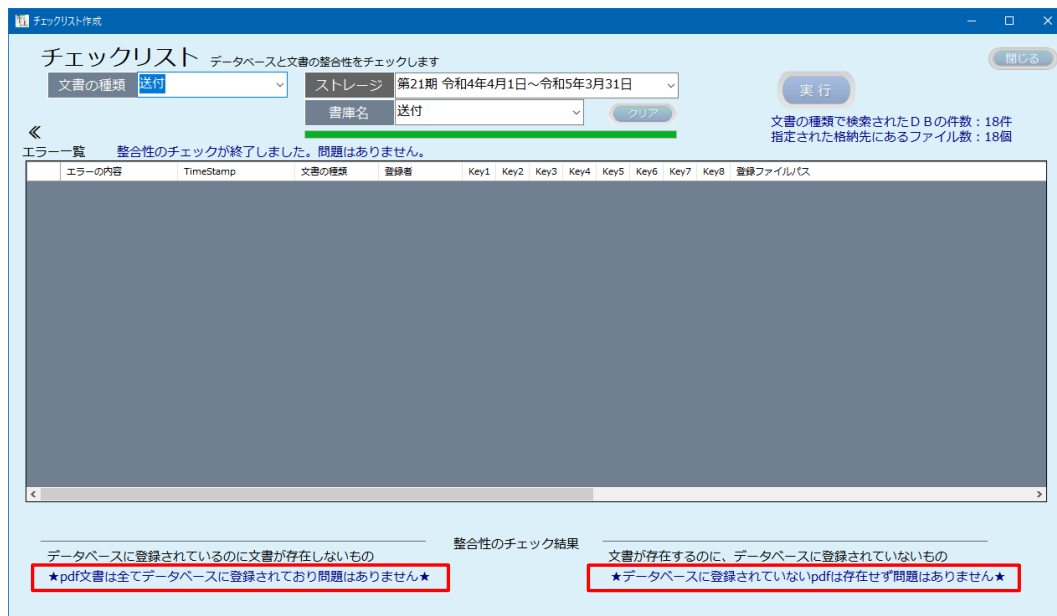 チェックリスト作成
チェックリスト データベースと文書の整合性をチェックします
閉じる
文書の種類 送付
ストレージ 第21期 令和4年4月1日～令和5年3月31日
実行
書庫名 送付
クリア
文書の種類で検索されたＤＢの件数：18件
指定された格納先にあるファイル数：18個
≪
エラー一覧 整合性のチェックが終了しました。問題はありません。
エラーの内容 TimeStamp 文書の種類 登録者 Key1 Key2 Key3 Key4 Key5 Key6 Key7 Key8 登録ファイルパス
整合性のチェック結果
データベースに登録されているのに文書が存在しないもの
★pdf文書は全てデータベースに登録されており問題はありません★
文書が存在するのに、データベースに登録されていないもの
★データベースに登録されていないpdfは存在せず問題はありません★